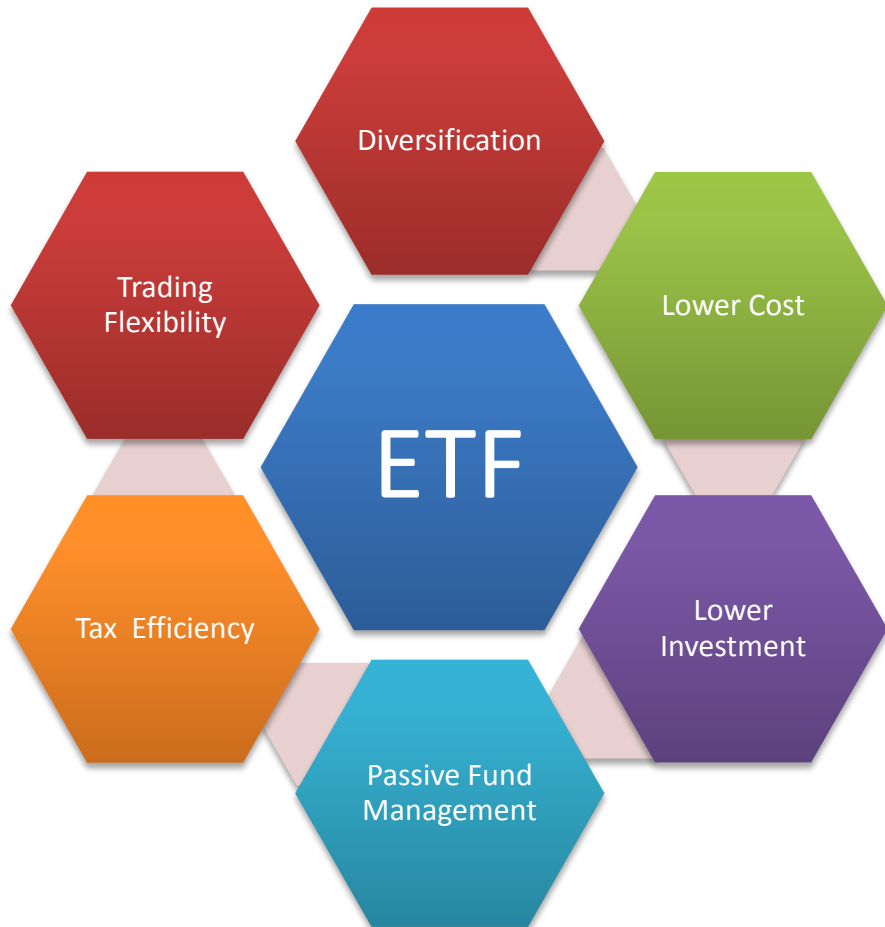 Diversification
Lower Cost
Lower
Investment
Passive Fund
Management
Tax  Efficiency
Trading
Flexibility
ETF